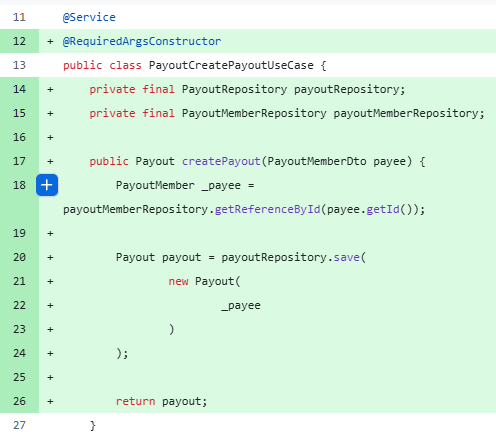 11 @Service
12 + @RequiredArgsConstructor
13 public class PayoutCreatePayoutUseCase {
14 + private final PayoutRepository payoutRepository;
15 + private final PayoutMemberRepository payoutMemberRepository;
16 +
17 + public Payout createPayout(PayoutMemberDto payee) {
18 + PayoutMember _payee =
payoutMemberRepository.getReferenceById(payee.getId());
19 +
20 + Payout payout = payoutRepository.save(
21 + new Payout(
22 + _payee
23 + )
24 + );
25 +
26 + return payout;
27 }